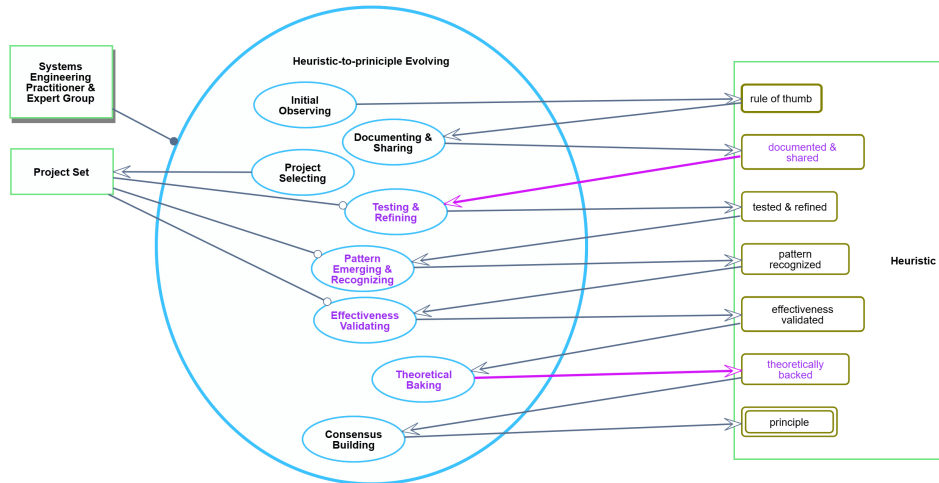 Systems
Engineering
Practitioner &
Expert Group
Project Set
Heuristic-to-priniciple Evolving
Initial
Observing
Documenting &
Sharing
Project
Selecting
Testing &
Refining
Pattern
Emerging &
Recognizing
Effectiveness
Validating
Theoretical
Baking
Consensus
Building
rule of thumb
documented &
shared
tested & refined
pattern
recognized
effectiveness
validated
theoretically
backed
principle
Heuristic